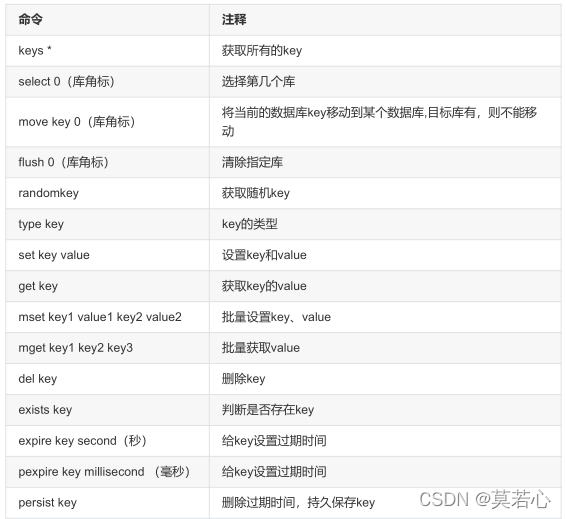 命令 注释
keys * 获取所有的key
select 0（库角标） 选择第几个库
move key 0（库角标） 将当前的数据库key移动到某个数据库,目标库有，则不能移
动
flush 0（库角标） 清除指定库
randomkey 获取随机key
type key key的类型
set key value 设置key和value
get key 获取key的value
mset key1 value1 key2 value2 批量设置key、value
mget key1 key2 key3 批量获取value
del key 删除key
exists key 判断是否存在key
expire key second（秒） 给key设置过期时间
pexpire key millisecond （毫秒） 给key设置过期时间
persist key 删除过期时间，持久保存key
CSDN @莫若心